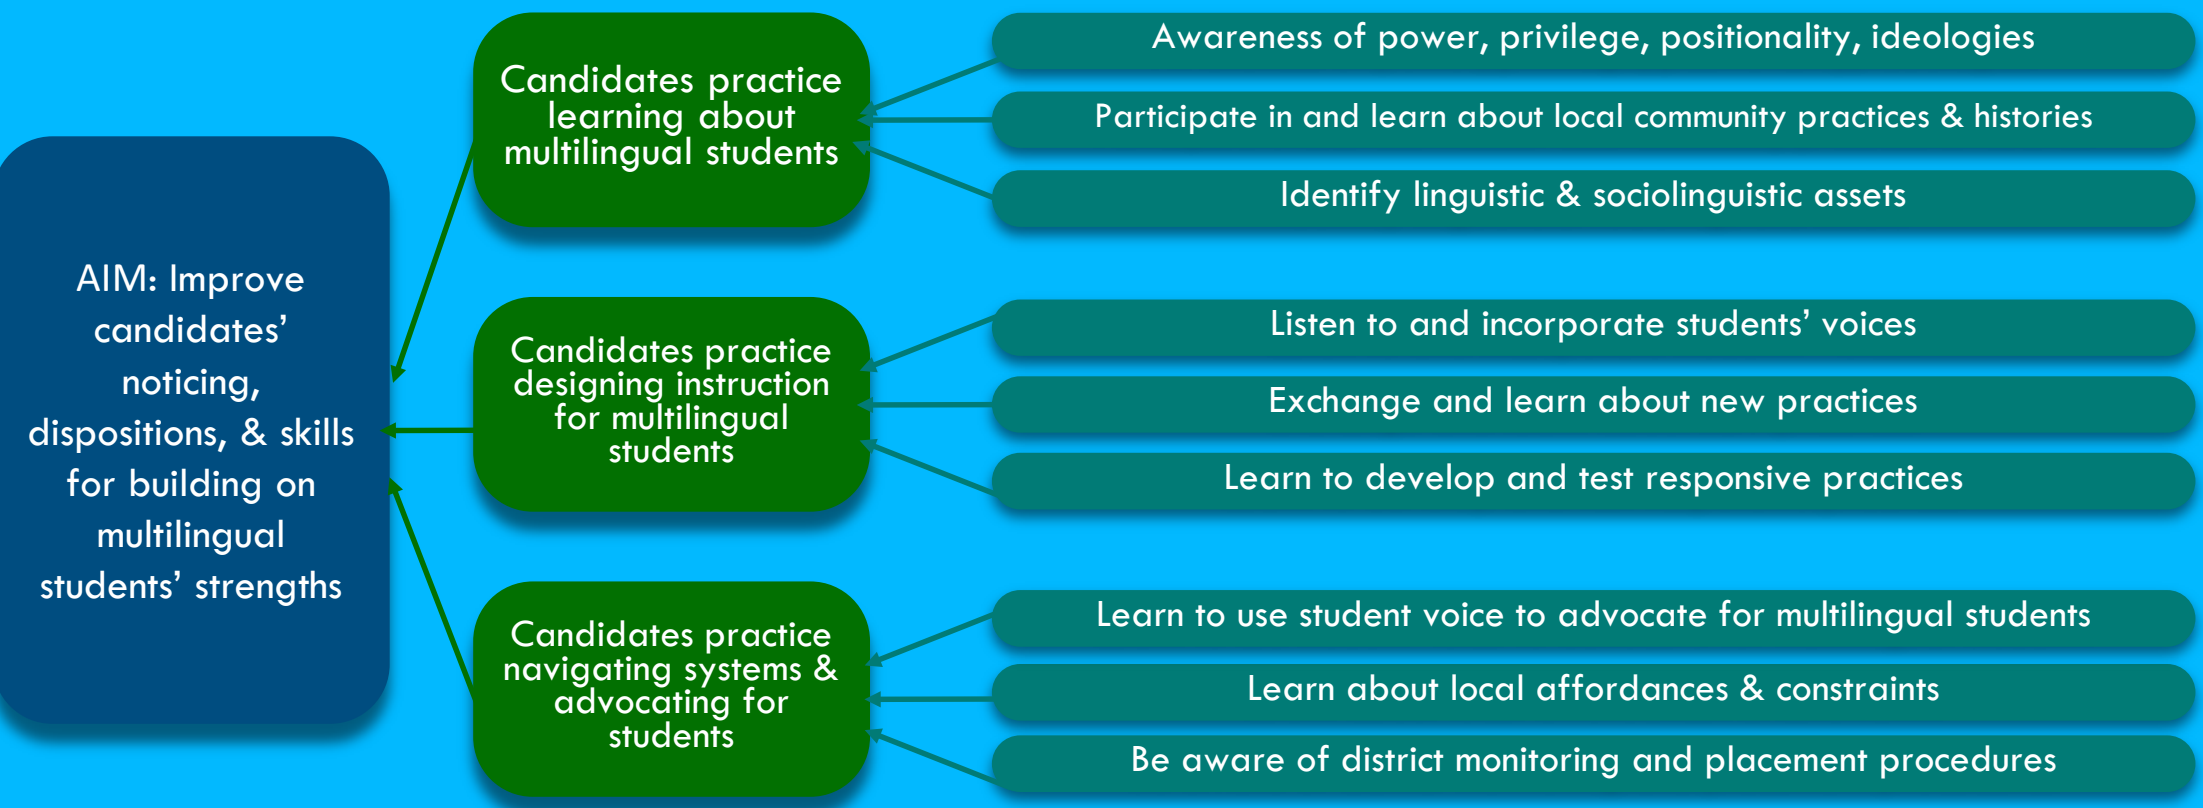 AIM: Improve
candidates’
noticing,
dispositions, & skills
for building on
multilingual
students’ strengths
Candidates practice
learning about
multilingual students
Awareness of power, privilege, positionality, ideologies
Participate in and learn about local community practices & histories
Identify linguistic & sociolinguistic assets
Candidates practice
designing instruction
for multilingual
students
Listen to and incorporate students’ voices
Exchange and learn about new practices
Learn to develop and test responsive practices
Candidates practice
navigating systems &
advocating for
students
Learn to use student voice to advocate for multilingual students
Learn about local affordances & constraints
Be aware of district monitoring and placement procedures